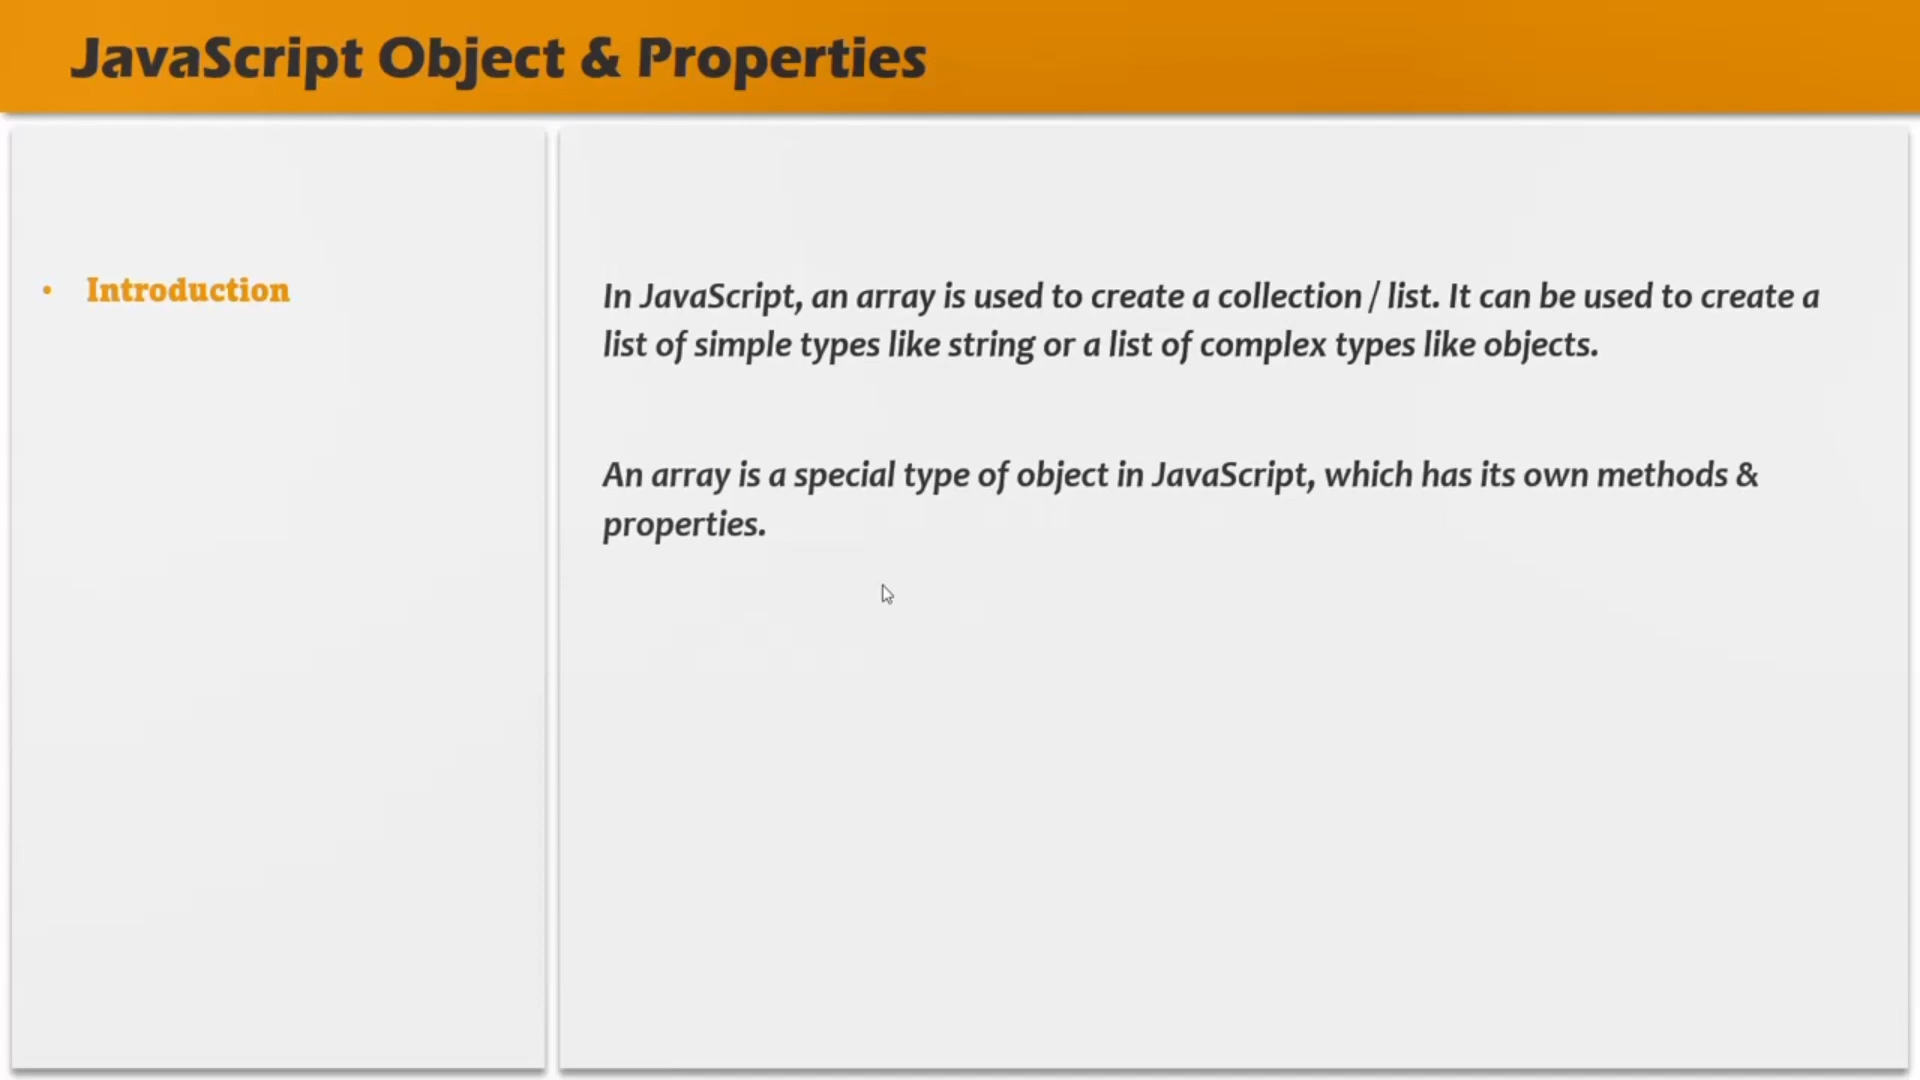 JavaScript Object & Properties
• Introduction
In JavaScript, an array is used to create a collection / list. It can be used to create a
list of simple types like string or a list of complex types like objects.
An array is a special type of object in JavaScript, which has its own methods &
properties.